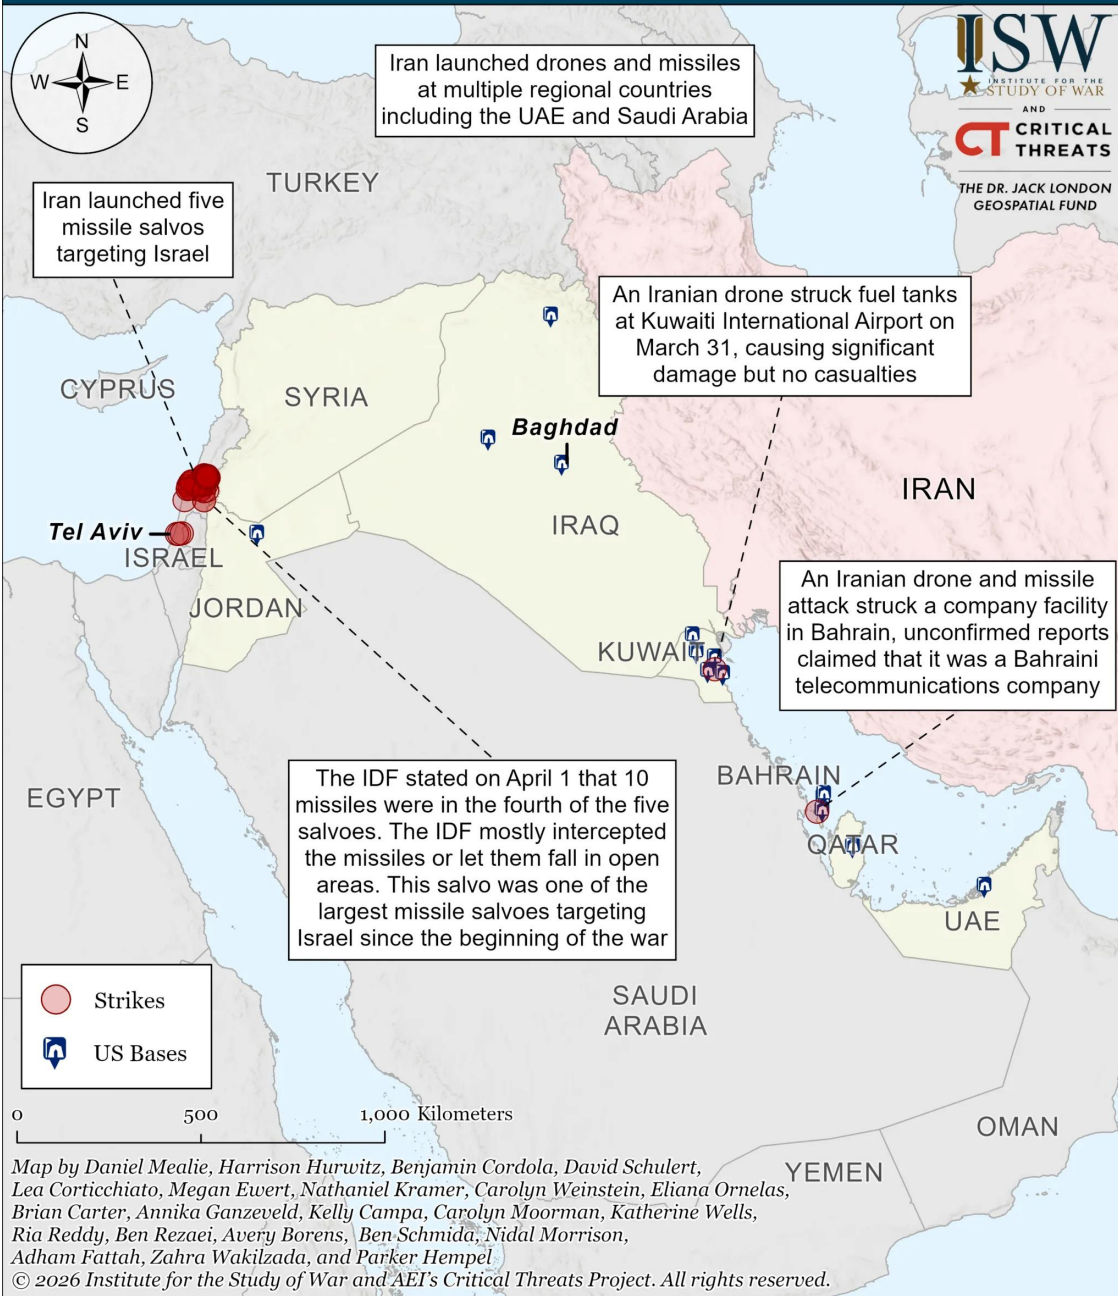 N
W
E
S
Iran launched drones and missiles
at multiple regional countries
including the UAE and Saudi Arabia
ISW
INSTITUTE FOR THE
STUDY OF WAR
AND
CT CRITICAL
THREATS
THE DR. JACK LONDON
GEOSPATIAL FUND
TURKEY
Iran launched five
missile salvos
targeting Israel
An Iranian drone struck fuel tanks
at Kuwaiti International Airport on
March 31, causing significant
damage but no casualties
CYPRUS
SYRIA
Baghdad
IRAN
IRAQ
Tel Aviv
ISRAEL
JORDAN
KUWAIT
An Iranian drone and missile
attack struck a company facility
in Bahrain, unconfirmed reports
claimed that it was a Bahraini
telecommunications company
EGYPT
The IDF stated on April 1 that 10
missiles were in the fourth of the five
salvoes. The IDF mostly intercepted
the missiles or let them fall in open
areas. This salvo was one of the
largest missile salvoes targeting
Israel since the beginning of the war
BAHRAIN
QATAR
UAE
SAUDI
ARABIA
Strikes
US Bases
OMAN
YEMEN
0 500 1,000 Kilometers
Map by Daniel Mealie, Harrison Hurwitz, Benjamin Cordola, David Schulert,
Lea Corticchiato, Megan Ewert, Nathaniel Kramer, Carolyn Weinstein, Eliana Ornelas,
Brian Carter, Annika Ganzeveld, Kelly Campa, Carolyn Moorman, Katherine Wells,
Ria Reddy, Ben Rezaei, Avery Borens, Ben Schmida, Nidal Morrison,
Adham Fattah, Zahra Wakilzada, and Parker Hempel
© 2026 Institute for the Study of War and AEI's Critical Threats Project. All rights reserved.